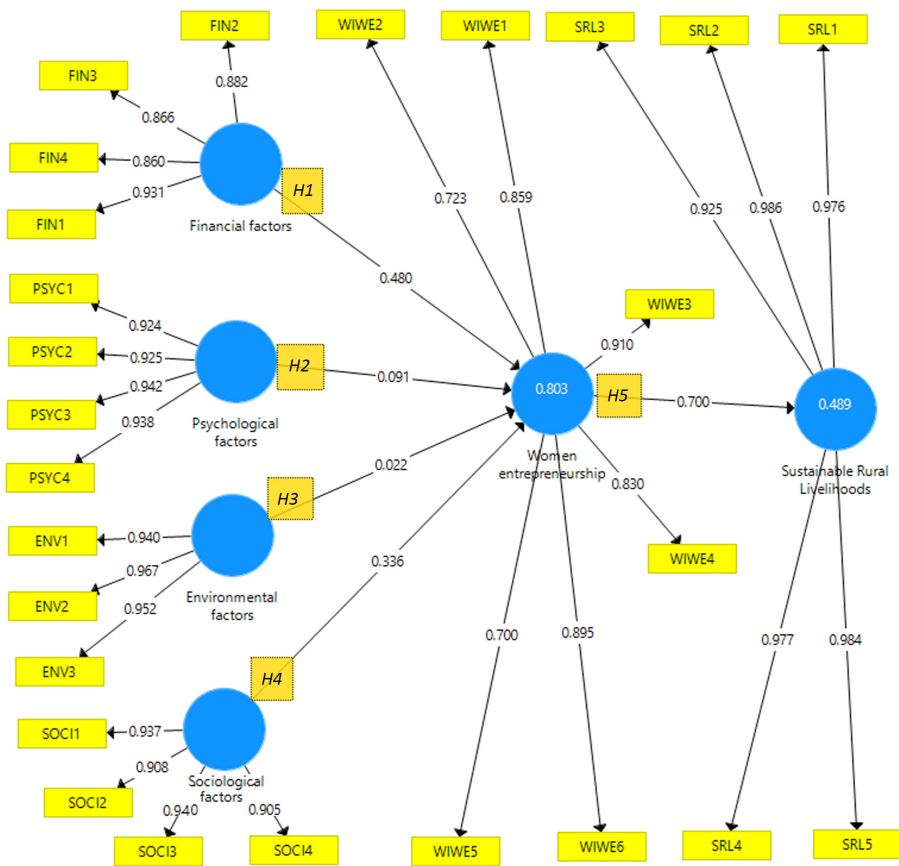 FIN2
WIWE2
WIWE1
SRL3
SRL2
SRL1
FIN3
0.882
0.866
FIN4
0.860
0.931
FIN1
H1
Financial factors
0.723
0.859
0.925
0.986
0.976
0.480
PSYC1
0.924
PSYC2
0.925
0.942
PSYC3
0.938
PSYC4
H2
Psychological
factors
0.091
WIWE3
0.910
0.803
H5
0.700
0.489
Women
entrepreneurship
Sustainable Rural
Livelihoods
0.022
0.830
H3
ENV1
0.940
0.967
ENV2
0.952
ENV3
Environmental
factors
0.336
WIWE4
0.700
0.895
0.977
0.984
H4
SOCI1
0.937
0.908
SOCI2
Sociological
factors
0.940
0.905
SOCI3
SOCI4
WIWE5
WIWE6
SRL4
SRL5